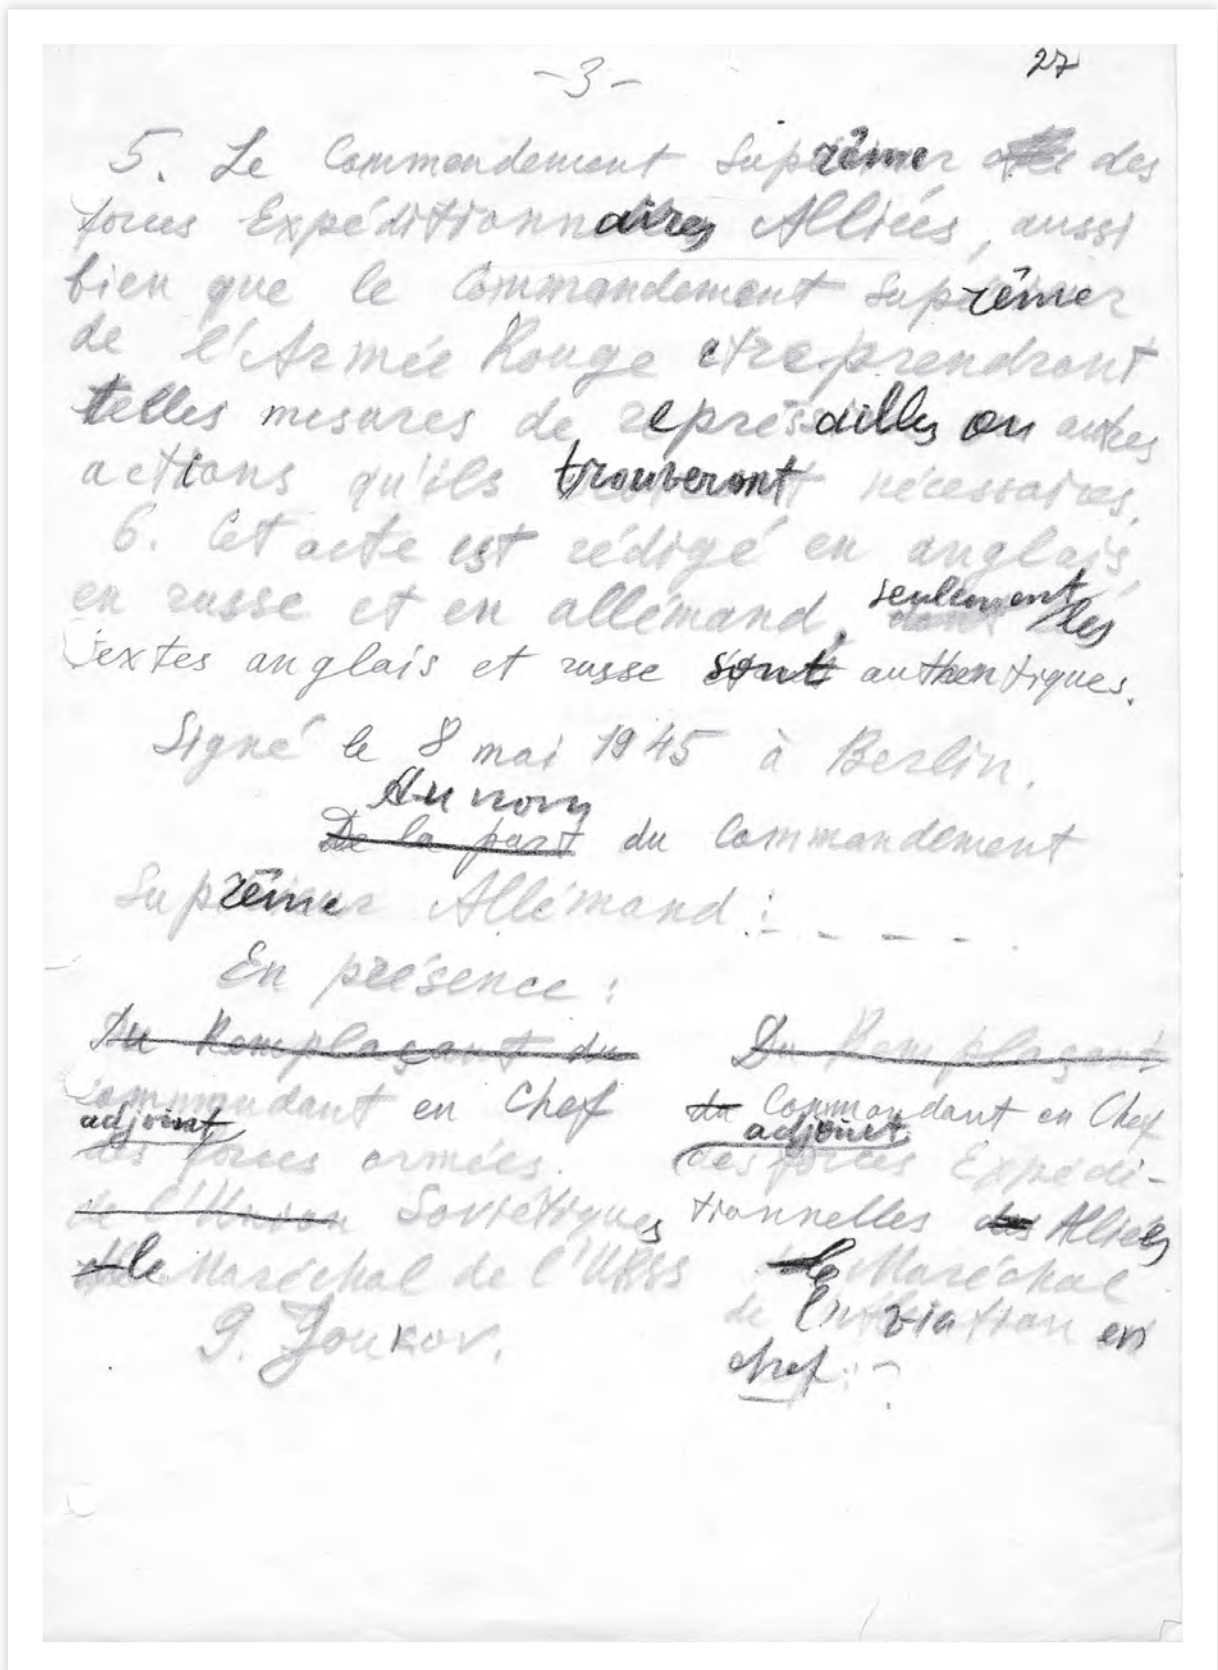 -3-
27
5. Le Commandement Suprême des
forces Expéditionnaires Alliées, aussi
bien que le Commandement Suprême
de l'Armée Rouge entreprendront
telles mesures de repressailles ou autres
actions qu'ils trouveront nécessaires.
6. Cet acte est rédigé en anglais,
en russe et en allémand, seulement les
textes anglais et russe sont authentiques.
Signé le 8 mai 1945 à Berlin.
Au nom
De la part du Commandement
Suprême Allémand : - - - - .
En présence :
Du Remplaçant du
Commandant en Chef
adjoint
des forces armées.
de l'Union Soviétiques
le Maréchal de l'URSS
G. Joukov.
Du Remplaçant
du Commandant en Chef
adjoint
des forces Expédi-
tionnelles des Alliées
le Maréchal
de l'aviation en
chef : -